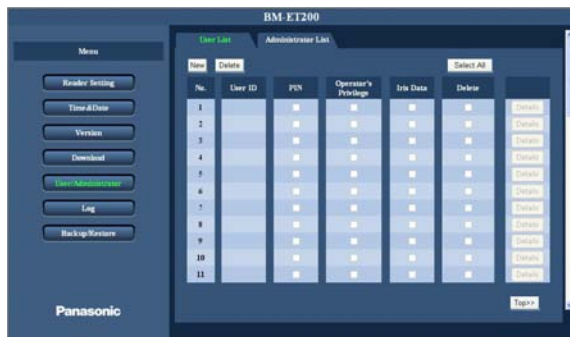 BM-ET200
Menu
Reader Setting
Time&Date
Version
Download
User/Administrator
Log
Backup/Restore
Panasonic
User List Administrator List
New Delete Select All
No. User ID PIN Operator's Privilege Iris Data Delete
1 Details
2 Details
3 Details
4 Details
5 Details
6 Details
7 Details
8 Details
9 Details
10 Details
11 Details
Top>>